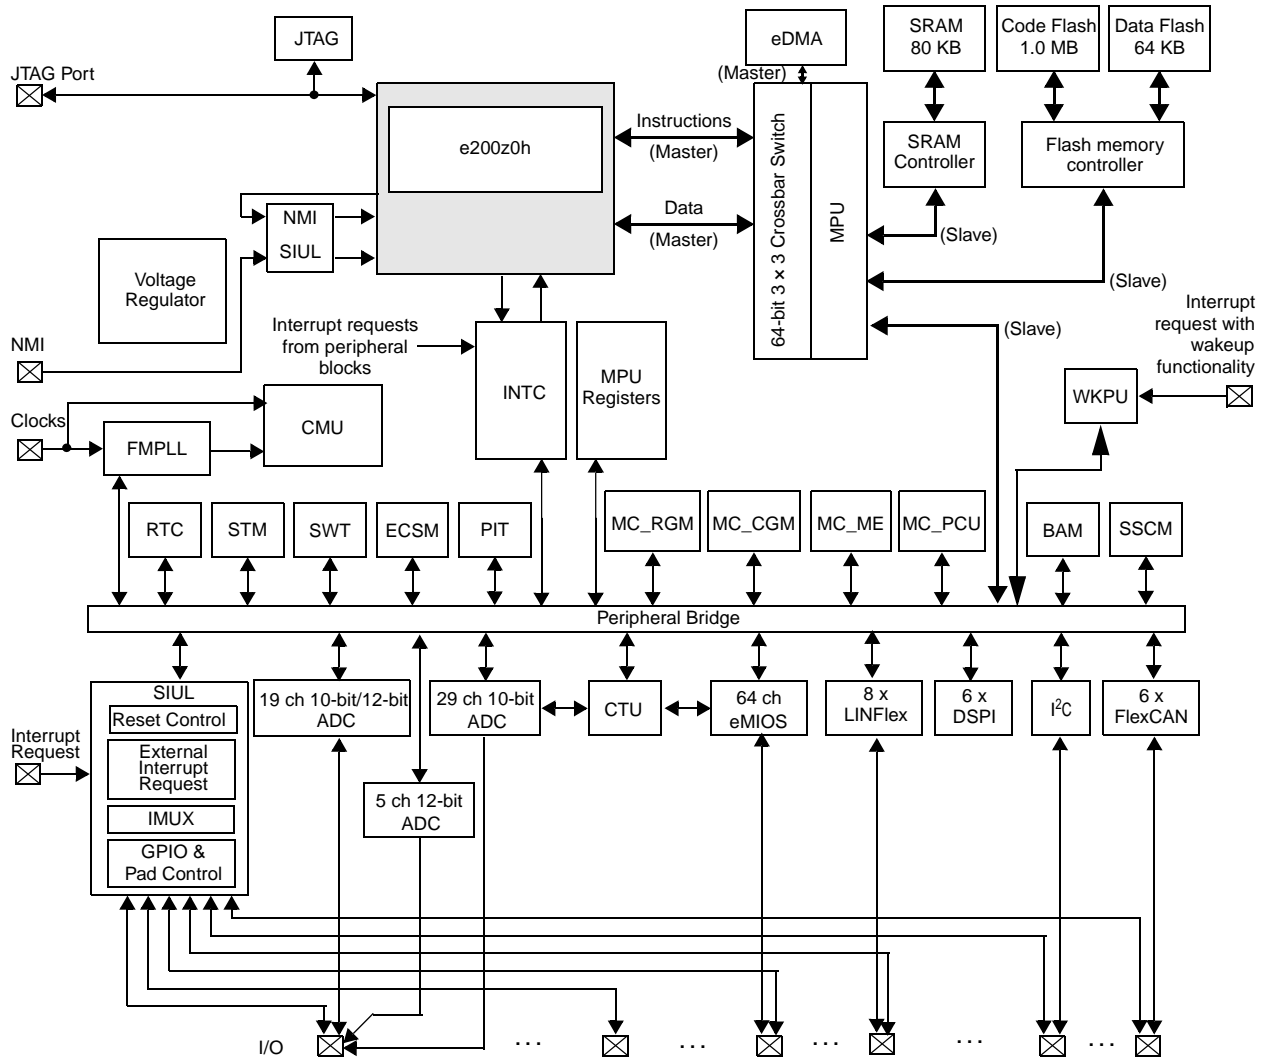 JTAG
eDMA
SRAM
80 KB
Code Flash
1.0 MB
Data Flash
64 KB
JTAG Port
(Master)
e200z0h
Instructions
(Master)
64-bit 3 × 3 Crossbar Switch
MPU
SRAM
Controller
Flash memory
controller
NMI
SIUL
Data
(Master)
(Slave)
(Slave)
(Slave)
Voltage
Regulator
Interrupt
request with
wakeup
functionality
NMI
Interrupt requests
from peripheral
blocks
INTC
MPU
Registers
WKPU
Clocks
FMPLL
CMU
RTC
STM
SWT
ECSM
PIT
MC_RGM
MC_CGM
MC_ME
MC_PCU
BAM
SSCM
Peripheral Bridge
SIUL
Reset Control
External
Interrupt
Request
IMUX
GPIO &
Pad Control
Interrupt
Request
19 ch 10-bit/12-bit
ADC
29 ch 10-bit
ADC
CTU
64 ch
eMIOS
8 x
LINFlex
6 x
DSPI
I²C
6 x
FlexCAN
5 ch 12-bit
ADC
I/O
. . .
. . .
. . .
. . .
. . .